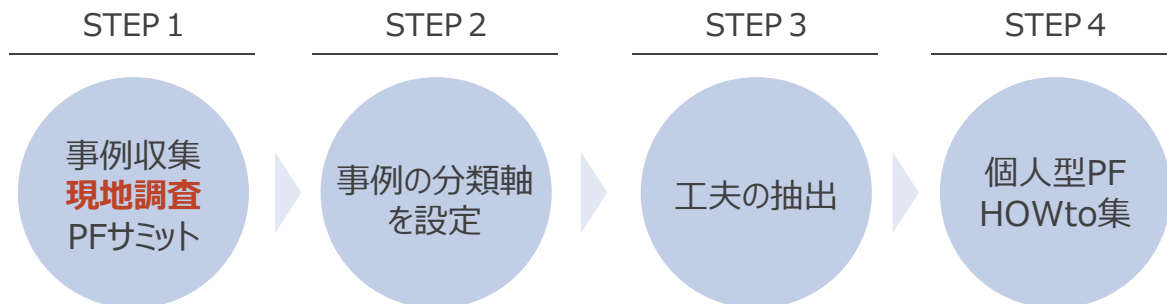 STEP 1
事例収集
現地調査
PFサミット
STEP 2
事例の分類軸
を設定
STEP 3
工夫の抽出
STEP 4
個人型PF
HOWto集